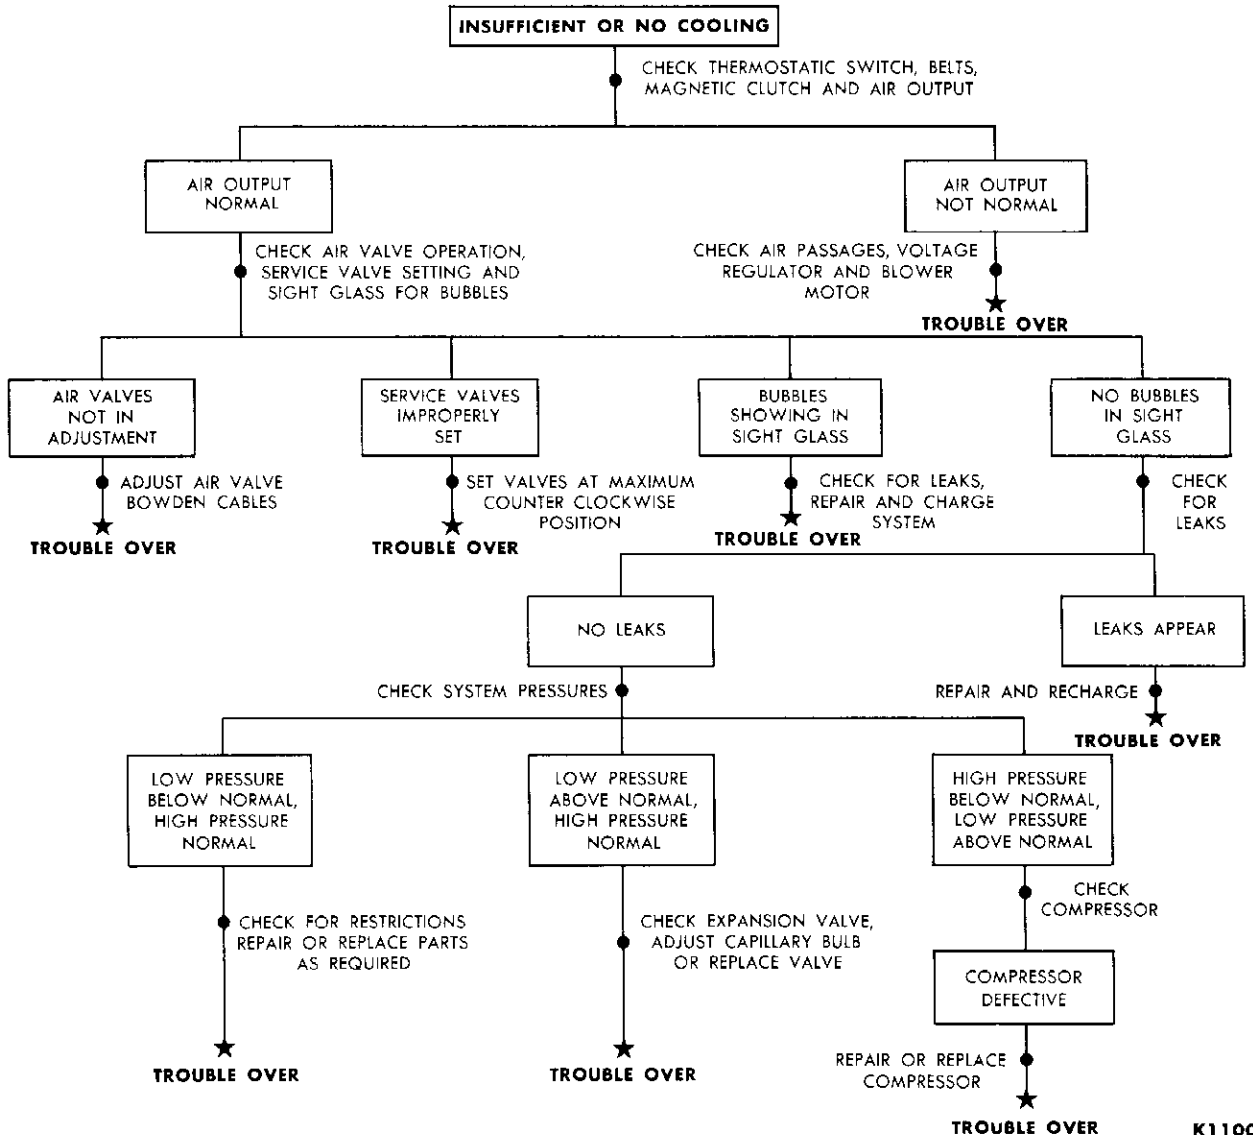 INSUFFICIENT OR NO COOLING
CHECK THERMOSTATIC SWITCH, BELTS,
MAGNETIC CLUTCH AND AIR OUTPUT
AIR OUTPUT
NORMAL
AIR OUTPUT
NOT NORMAL
CHECK AIR VALVE OPERATION,
SERVICE VALVE SETTING AND
SIGHT GLASS FOR BUBBLES
CHECK AIR PASSAGES, VOLTAGE
REGULATOR AND BLOWER
MOTOR
TROUBLE OVER
AIR VALVES
NOT IN
ADJUSTMENT
SERVICE VALVES
IMPROPERLY
SET
BUBBLES
SHOWING IN
SIGHT GLASS
NO BUBBLES
IN SIGHT
GLASS
ADJUST AIR VALVE
BOWDEN CABLES
TROUBLE OVER
SET VALVES AT MAXIMUM
COUNTER CLOCKWISE
POSITION
TROUBLE OVER
CHECK FOR LEAKS,
REPAIR AND CHARGE
SYSTEM
TROUBLE OVER
CHECK
FOR
LEAKS
NO LEAKS
LEAKS APPEAR
CHECK SYSTEM PRESSURES
REPAIR AND RECHARGE
TROUBLE OVER
LOW PRESSURE
BELOW NORMAL,
HIGH PRESSURE
NORMAL
LOW PRESSURE
ABOVE NORMAL,
HIGH PRESSURE
NORMAL
HIGH PRESSURE
BELOW NORMAL,
LOW PRESSURE
ABOVE NORMAL
CHECK FOR RESTRICTIONS
REPAIR OR REPLACE PARTS
AS REQUIRED
TROUBLE OVER
CHECK EXPANSION VALVE,
ADJUST CAPILLARY BULB
OR REPLACE VALVE
TROUBLE OVER
CHECK
COMPRESSOR
COMPRESSOR
DEFECTIVE
REPAIR OR REPLACE
COMPRESSOR
TROUBLE OVER
K1100